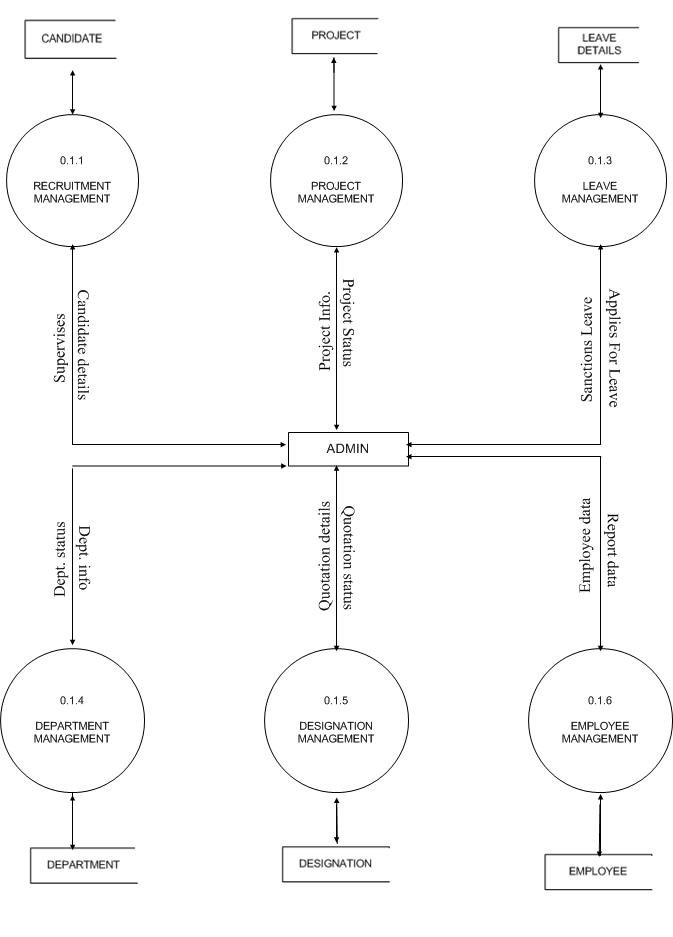 CANDIDATE
PROJECT
LEAVE
DETAILS
0.1.1
RECRUITMENT
MANAGEMENT
0.1.2
PROJECT
MANAGEMENT
0.1.3
LEAVE
MANAGEMENT
Supervises
Candidate details
Project Info.
Project Status
Sanctions Leave
Applies For Leave
ADMIN
Dept. status
Dept. info
Quotation details
Quotation status
Employee data
Report data
0.1.4
DEPARTMENT
MANAGEMENT
0.1.5
DESIGNATION
MANAGEMENT
0.1.6
EMPLOYEE
MANAGEMENT
DEPARTMENT
DESIGNATION
EMPLOYEE